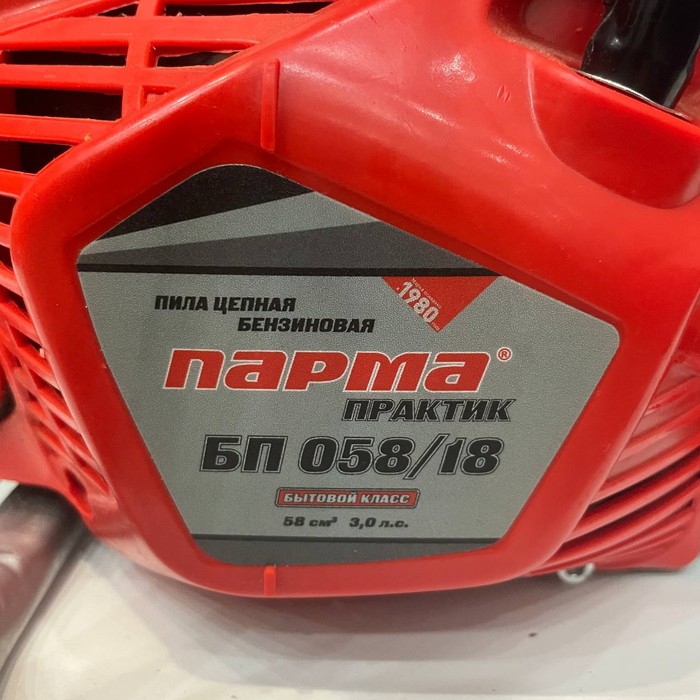 1980
ПИЛА ЦЕПНАЯ
БЕНЗИНОВАЯ
ПАРМА®
ПРАКТИК
БП 058/18
БЫТОВОЙ КЛАСС
58 см³ 3,0 л.с.